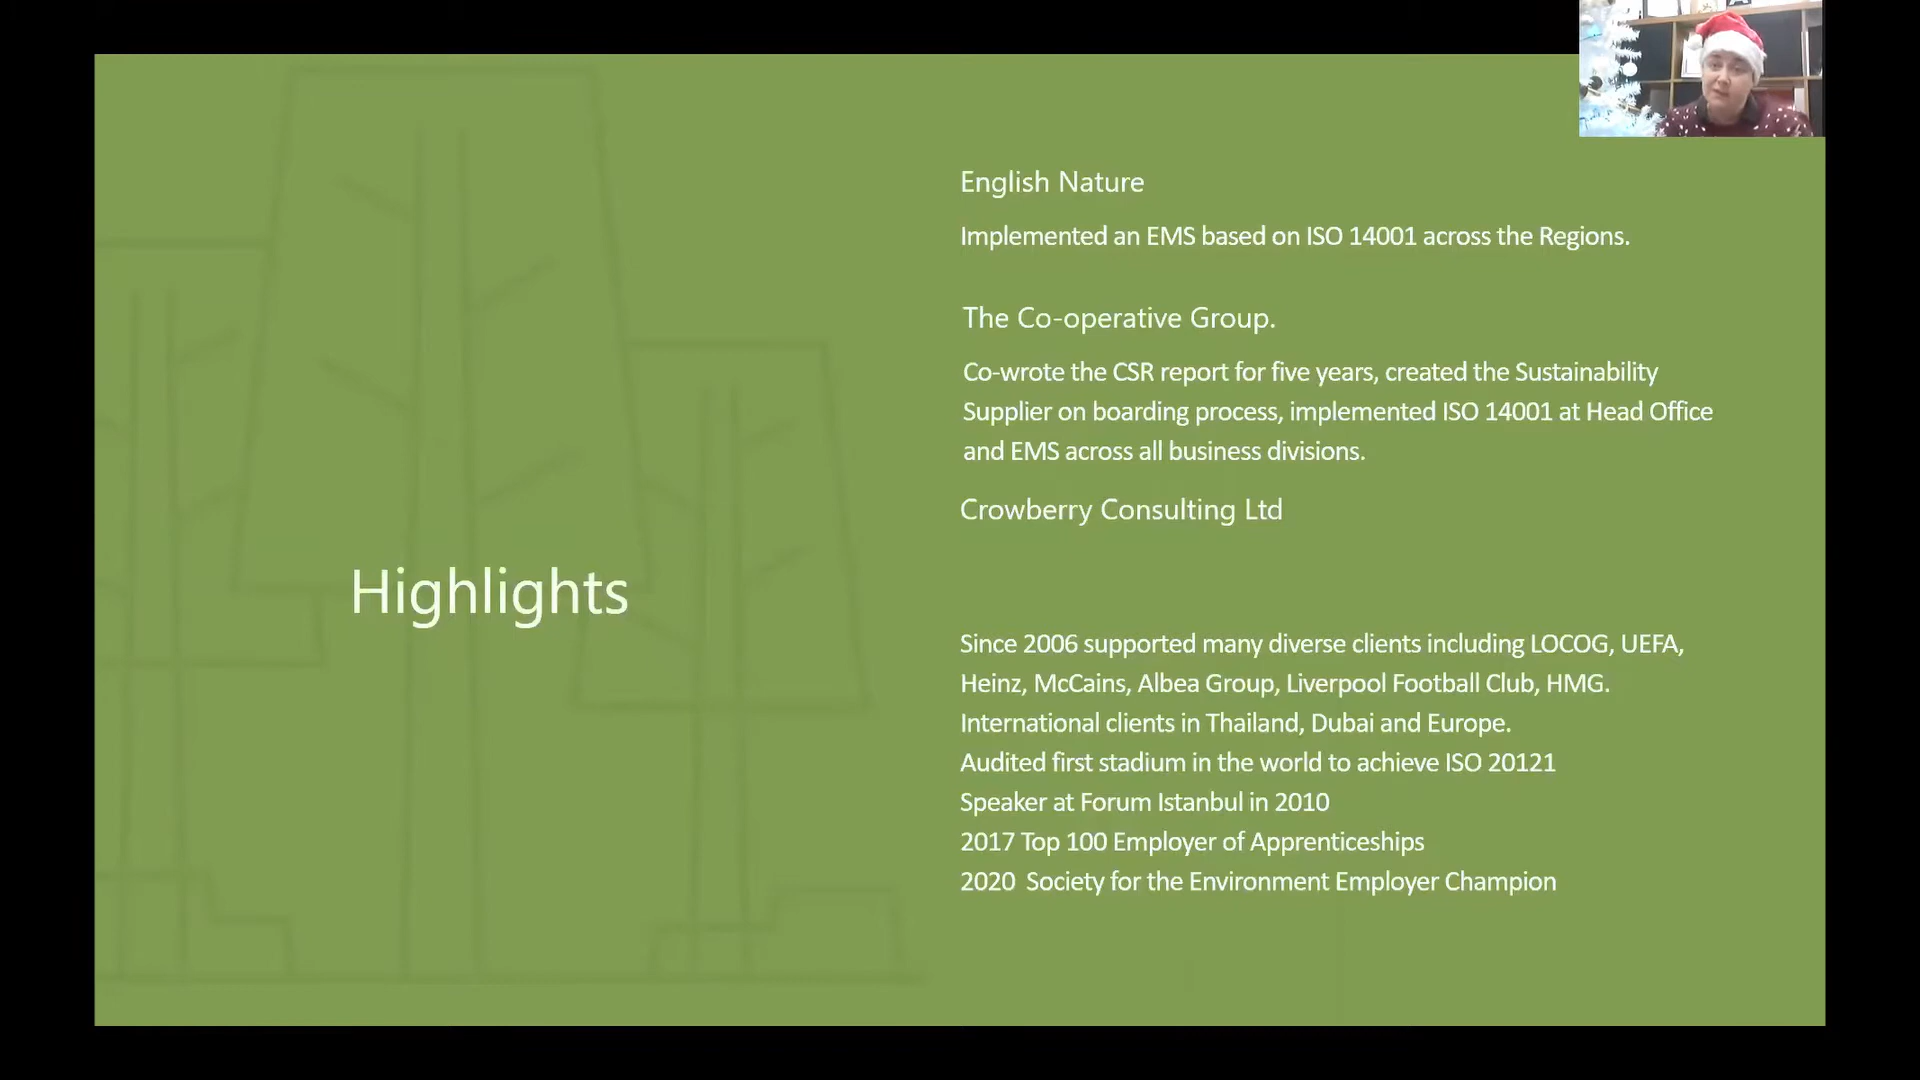 English Nature
Implemented an EMS based on ISO 14001 across the Regions.
The Co-operative Group.
Co-wrote the CSR report for five years, created the Sustainability
Supplier on boarding process, implemented ISO 14001 at Head Office
and EMS across all business divisions.
Crowberry Consulting Ltd
Highlights
Since 2006 supported many diverse clients including LOCOG, UEFA,
Heinz, McCains, Albea Group, Liverpool Football Club, HMG.
International clients in Thailand, Dubai and Europe.
Audited first stadium in the world to achieve ISO 20121
Speaker at Forum Istanbul in 2010
2017 Top 100 Employer of Apprenticeships
2020  Society for the Environment Employer Champion